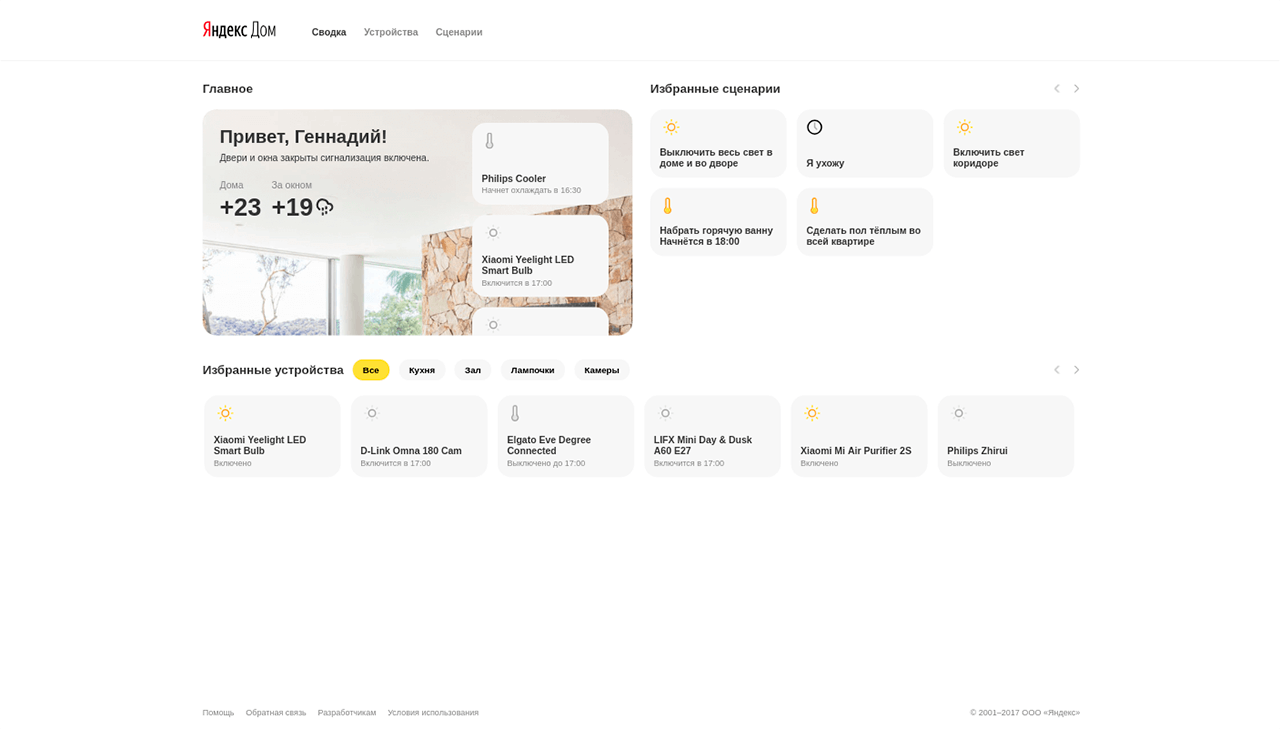 Яндекс Дом
Сводка
Устройства
Сценарии
Главное
Привет, Геннадий!
Двери и окна закрыты сигнализация включена.
Дома
За окном
+23
+19
Philips Cooler
Начнет охлаждать в 16:30
Xiaomi Yeelight LED
Smart Bulb
Включится в 17:00
Избранные сценарии
Выключить весь свет в
доме и во дворе
Я ухожу
Включить свет
коридоре
Набрать горячую ванну
Начнётся в 18:00
Сделать пол тёплым во
всей квартире
Избранные устройства
Все
Кухня
Зал
Лампочки
Камеры
Xiaomi Yeelight LED
Smart Bulb
Включено
D-Link Omna 180 Cam
Включится в 17:00
Elgato Eve Degree
Connected
Выключено до 17:00
LIFX Mini Day & Dusk
A60 E27
Включится в 17:00
Xiaomi Mi Air Purifier 2S
Включено
Philips Zhirui
Выключено
Помощь
Обратная связь
Разработчикам
Условия использования
© 2001–2017 ООО «Яндекс»